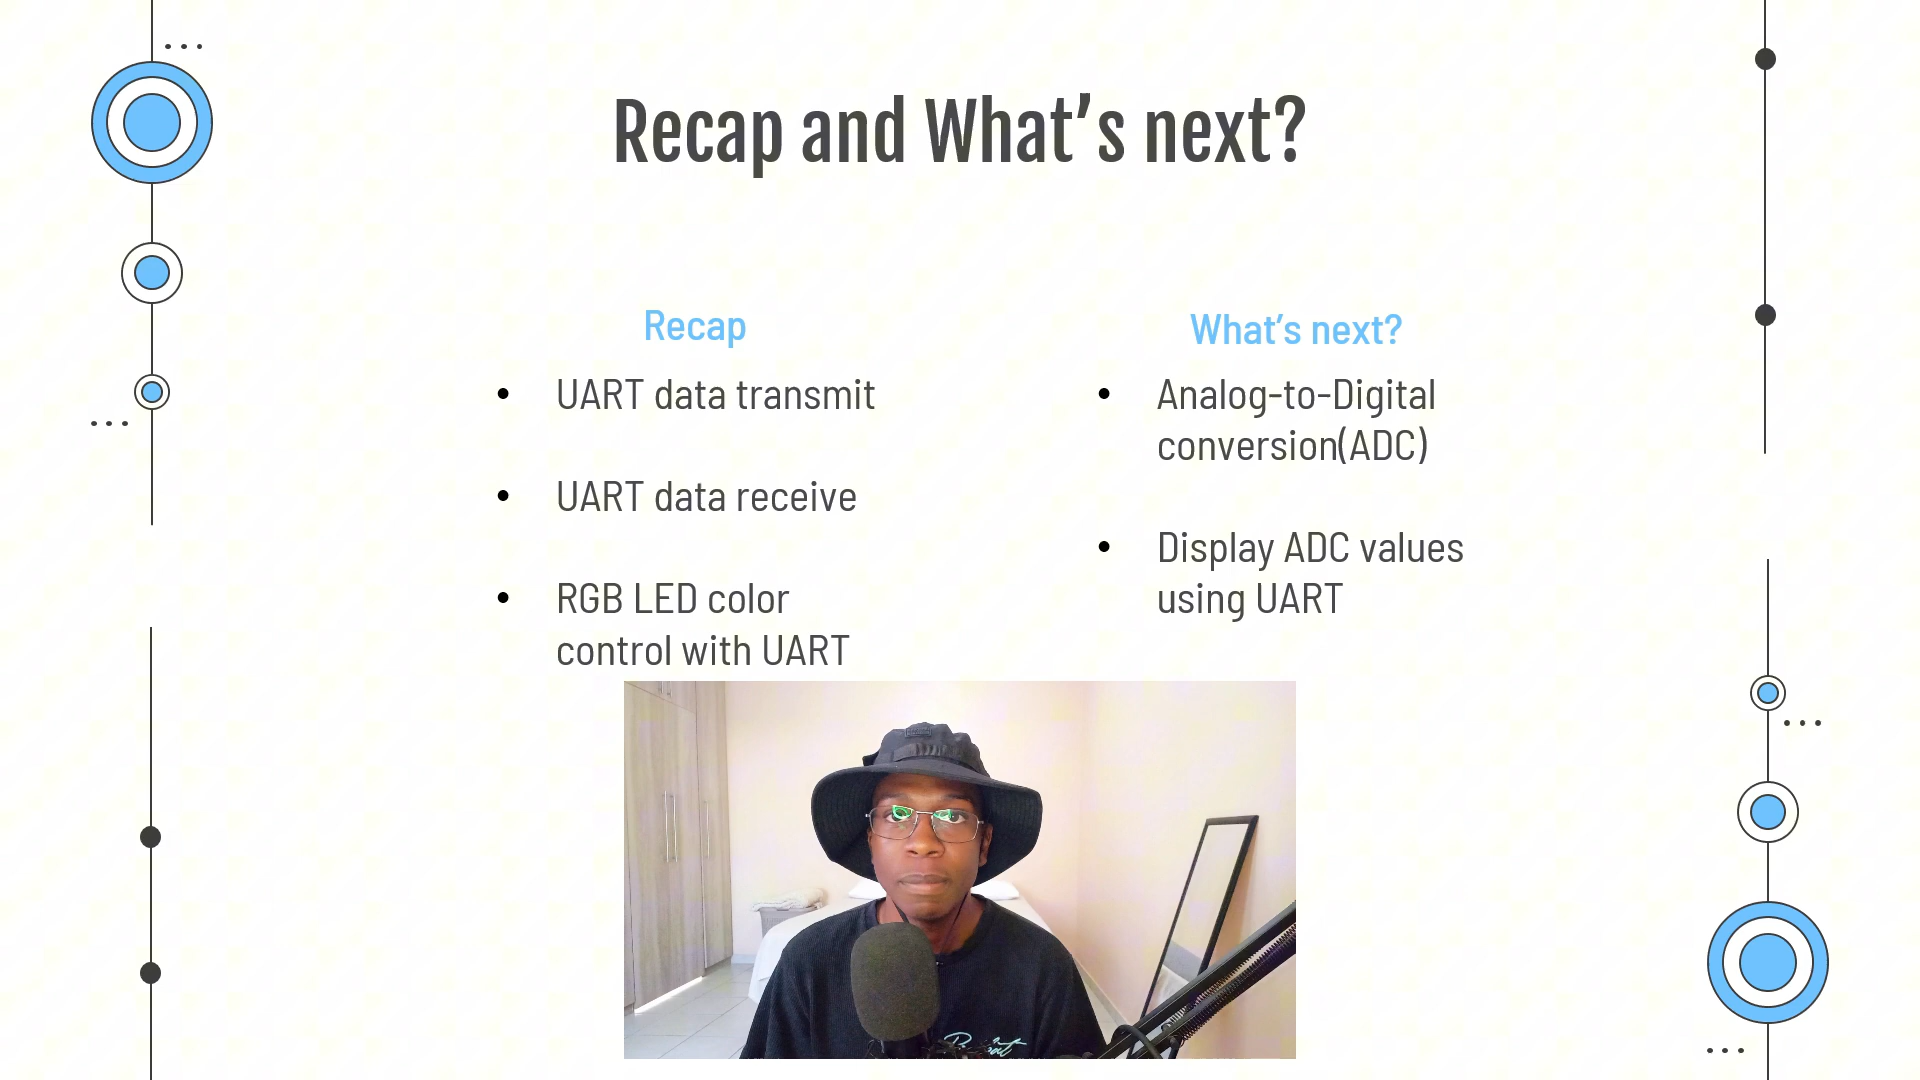 Recap and What’s next?
Recap
UART data transmit
UART data receive
RGB LED color
control with UART
What’s next?
Analog-to-Digital
conversion(ADC)
Display ADC values
using UART